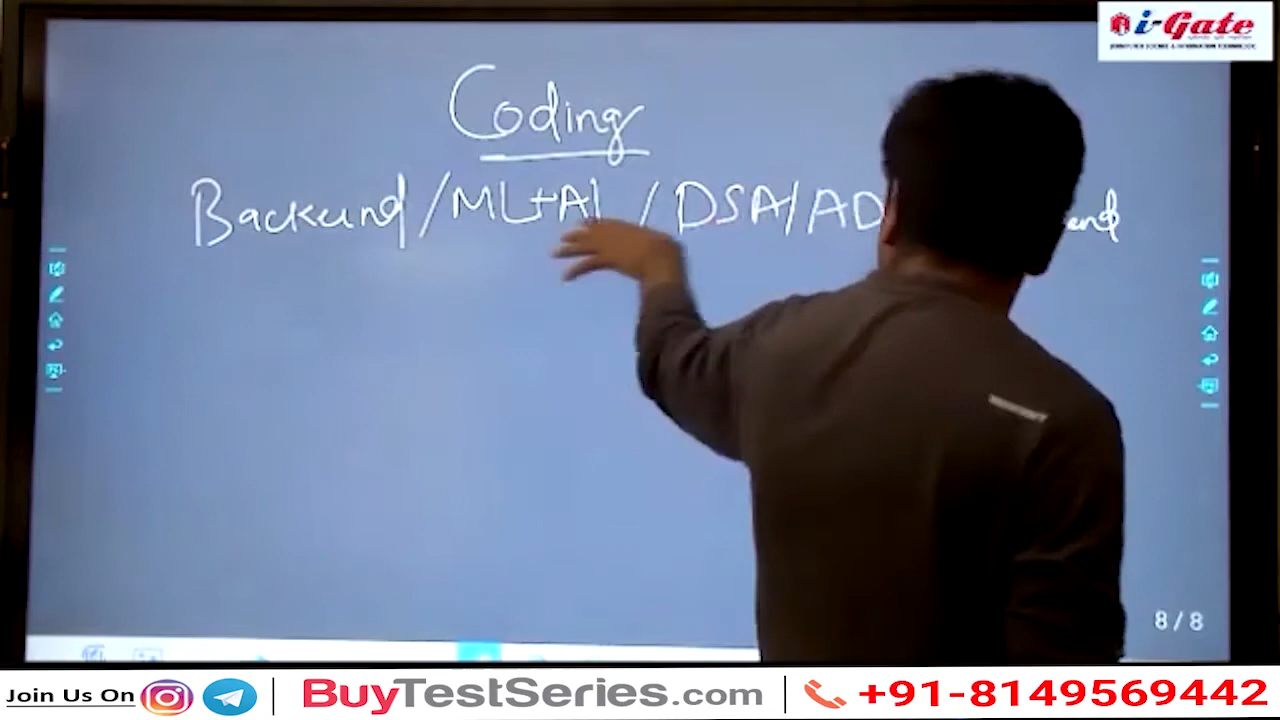 i-Gate
Coding
Backend / ML+AI / DSA / AD
end
8 / 8
Join Us On
BuyTestSeries.com
+91-8149569442